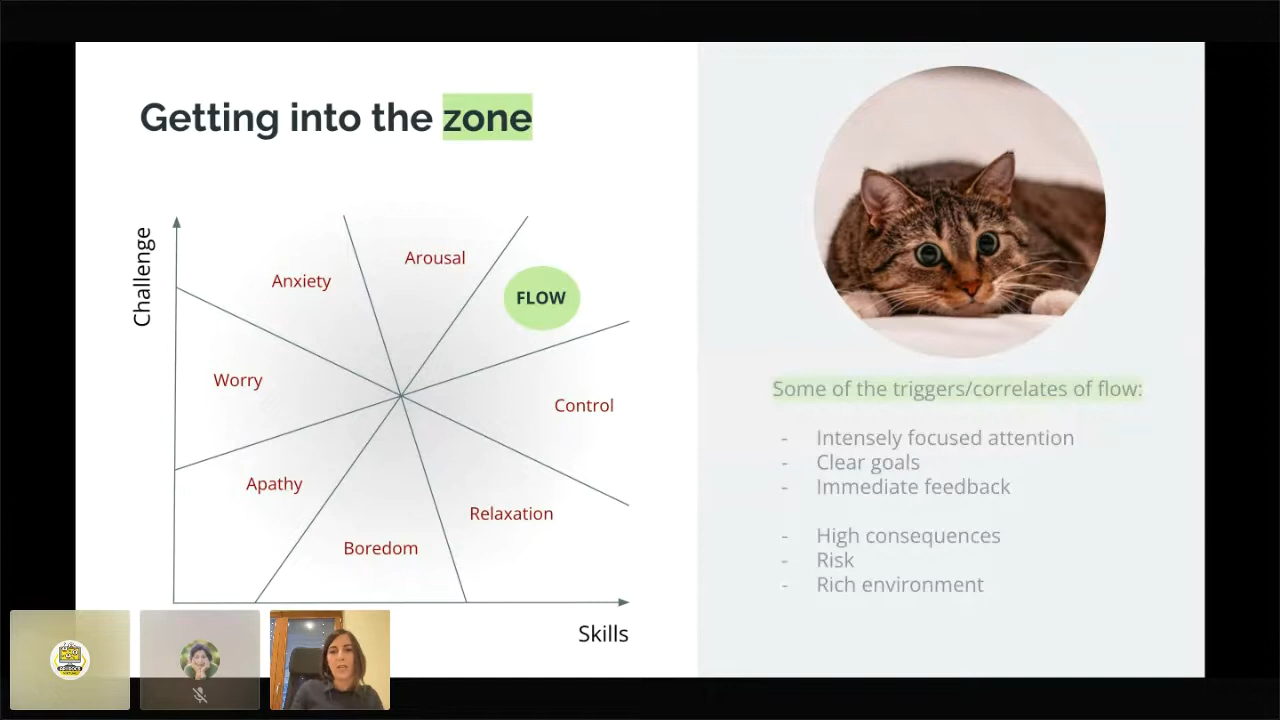 Getting into the zone
Challenge
Arousal
Anxiety
FLOW
Worry
Control
Apathy
Relaxation
Boredom
Skills
Some of the triggers/correlates of flow:
- Intensely focused attention
- Clear goals
- Immediate feedback
- High consequences
- Risk
- Rich environment